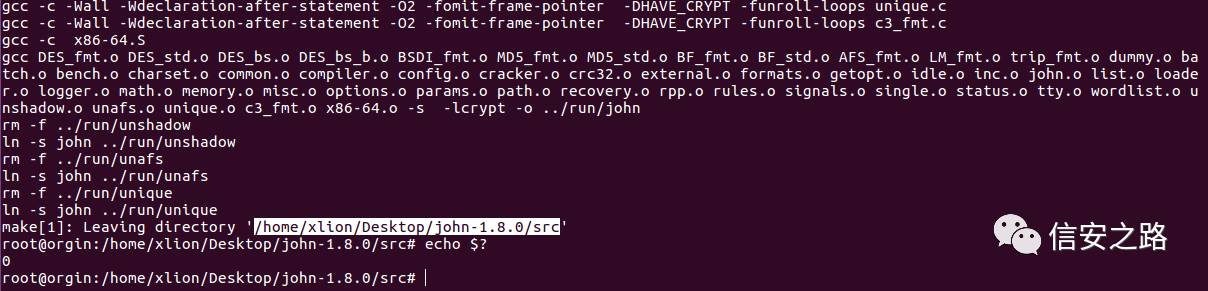 gcc -c -Wall -Wdeclaration-after-statement -O2 -fomit-frame-pointer  -DHAVE_CRYPT -funroll-loops unique.c
gcc -c -Wall -Wdeclaration-after-statement -O2 -fomit-frame-pointer  -DHAVE_CRYPT -funroll-loops c3_fmt.c
gcc -c  x86-64.S
gcc DES_fmt.o DES_std.o DES_bs.o DES_bs_b.o BSDI_fmt.o MD5_fmt.o MD5_std.o BF_fmt.o BF_std.o AFS_fmt.o LM_fmt.o trip_fmt.o dummy.o ba
tch.o bench.o charset.o common.o compiler.o config.o cracker.o crc32.o external.o formats.o getopt.o idle.o inc.o john.o list.o loade
r.o logger.o math.o memory.o misc.o options.o params.o path.o recovery.o rpp.o rules.o signals.o single.o status.o tty.o wordlist.o u
nshadow.o unafs.o unique.o c3_fmt.o x86-64.o -s  -lcrypt -o ../run/john
rm -f ../run/unshadow
ln -s john ../run/unshadow
rm -f ../run/unafs
ln -s john ../run/unafs
rm -f ../run/unique
ln -s john ../run/unique
make[1]: Leaving directory '/home/xlion/Desktop/john-1.8.0/src'
root@orgin:/home/xlion/Desktop/john-1.8.0/src# echo $?
0
root@orgin:/home/xlion/Desktop/john-1.8.0/src#
信安之路